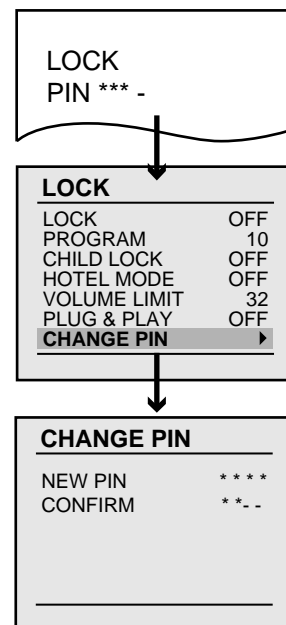 LOCK
PIN *** -
LOCK
LOCK OFF
PROGRAM 10
CHILD LOCK OFF
HOTEL MODE OFF
VOLUME LIMIT 32
PLUG & PLAY OFF
CHANGE PIN
CHANGE PIN
NEW PIN * * * *
CONFIRM * *- -